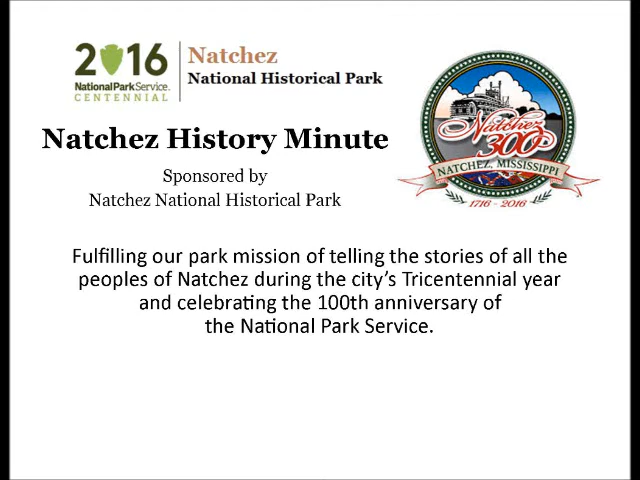 2016
National Park Service
CENTENNIAL
Natchez
National Historical Park
Natchez
300
NATCHEZ, MISSISSIPPI
1716 - 2016
Natchez History Minute
Sponsored by
Natchez National Historical Park
Fulfilling our park mission of telling the stories of all the
peoples of Natchez during the city's Tricentennial year
and celebrating the 100th anniversary of
the National Park Service.